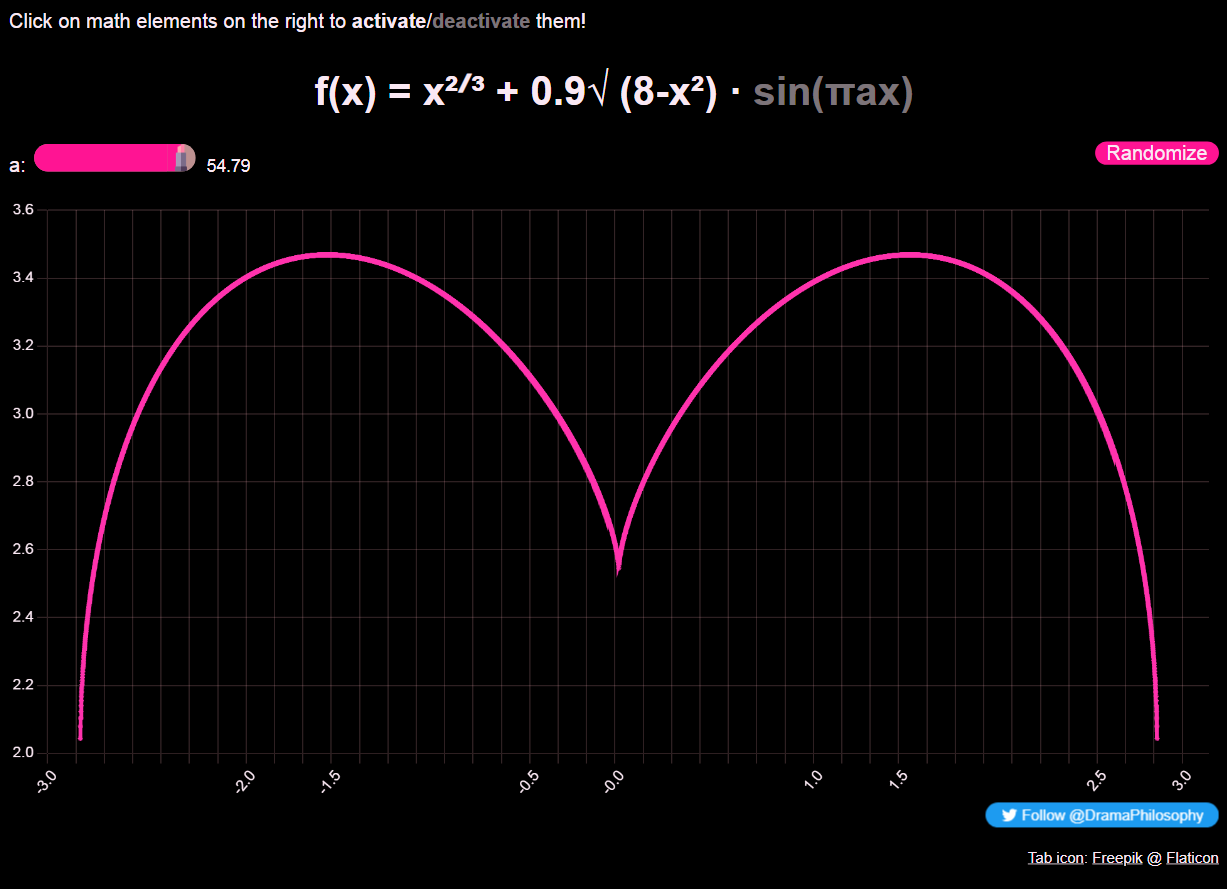 Click on math elements on the right to activate/deactivate them!
f(x) = x²ᐟ³ + 0.9√ (8-x²) · sin(πax)
a: 54.79
Randomize
3.6
3.4
3.2
3.0
2.8
2.6
2.4
2.2
2.0
-3.0 -2.0 -1.5 -0.5 -0.0 1.0 1.5 2.5 3.0
Follow @DramaPhilosophy
Tab icon: Freepik @ Flaticon